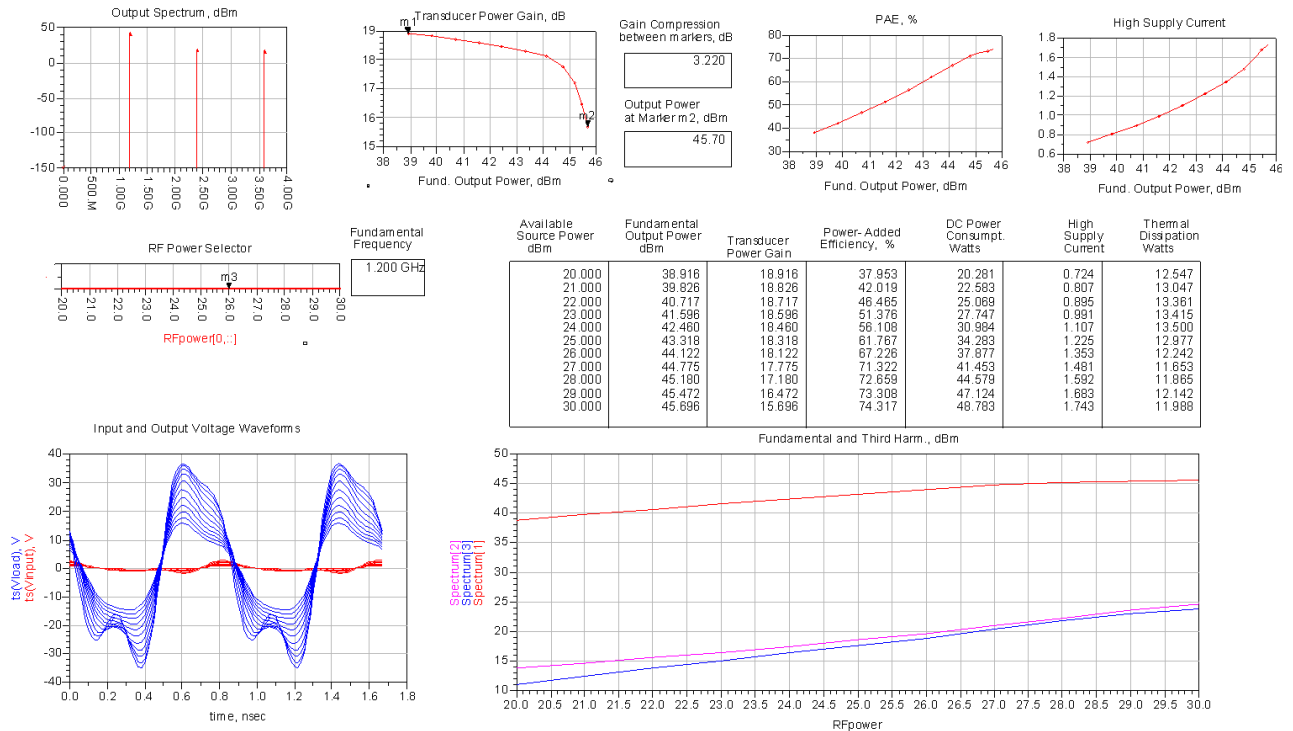 Output Spectrum, dBm
50
0
-50
-100
-150
0.000
500.M
1.00G
1.50G
2.00G
2.50G
3.00G
3.50G
4.00G
Transducer Power Gain, dB
m1
m2
19
18
17
16
15
38 39 40 41 42 43 44 45 46
Fund. Output Power, dBm
Gain Compression
between markers, dB
3.220
Output Power
at Marker m2, dBm
45.70
PAE, %
80
70
60
50
40
30
38 39 40 41 42 43 44 45 46
Fund. Output Power, dBm
High Supply Current
1.8
1.6
1.4
1.2
1.0
0.8
0.6
38 39 40 41 42 43 44 45 46
Fund. Output Power, dBm
RF Power Selector
m3
20.0
21.0
22.0
23.0
24.0
25.0
26.0
27.0
28.0
29.0
30.0
RFpower[0,::]
Fundamental
Frequency
1.200 GHz
Available
Source Power
dBm
Fundamental
Output Power
dBm
Transducer
Power Gain
Power- Added
Efficiency, %
DC Power
Consumpt.
Watts
High
Supply
Current
Thermal
Dissipation
Watts
20.000 38.916 18.916 37.953 20.281 0.724 12.547
21.000 39.826 18.826 42.019 22.583 0.807 13.047
22.000 40.717 18.717 46.465 25.069 0.895 13.361
23.000 41.596 18.596 51.376 27.747 0.991 13.415
24.000 42.460 18.460 56.108 30.984 1.107 13.500
25.000 43.318 18.318 61.767 34.283 1.225 12.977
26.000 44.122 18.122 67.226 37.877 1.353 12.242
27.000 44.775 17.775 71.322 41.453 1.481 11.653
28.000 45.180 17.180 72.659 44.579 1.592 11.865
29.000 45.472 16.472 73.308 47.124 1.683 12.142
30.000 45.696 15.696 74.317 48.783 1.743 11.988
Input and Output Voltage Waveforms
ts(Vload), V
ts(Vinput), V
40
30
20
10
0
-10
-20
-30
-40
0.0 0.2 0.4 0.6 0.8 1.0 1.2 1.4 1.6 1.8
time, nsec
Fundamental and Third Harm., dBm
Spectrum[2]
Spectrum[3]
Spectrum[1]
50
45
40
35
30
25
20
15
10
20.0 20.5 21.0 21.5 22.0 22.5 23.0 23.5 24.0 24.5 25.0 25.5 26.0 26.5 27.0 27.5 28.0 28.5 29.0 29.5 30.0
RFpower